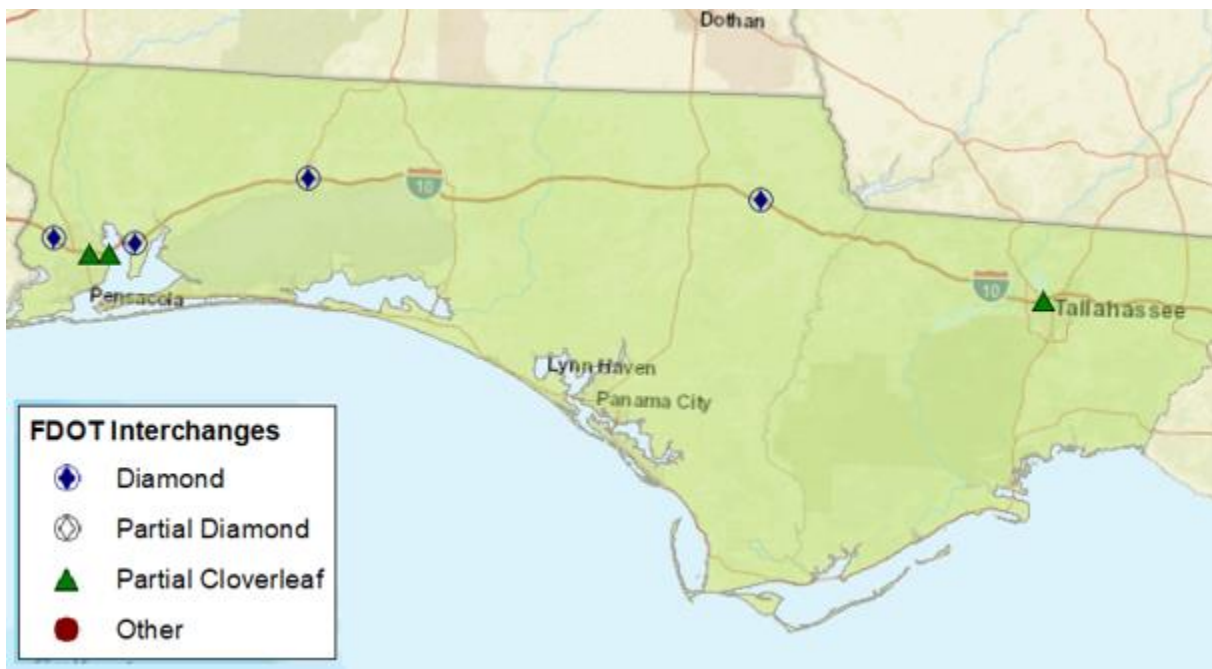 Dothan
10
10
Tallahassee
Pensacola
Lynn Haven
Panama City
FDOT Interchanges
Diamond
Partial Diamond
Partial Cloverleaf
Other